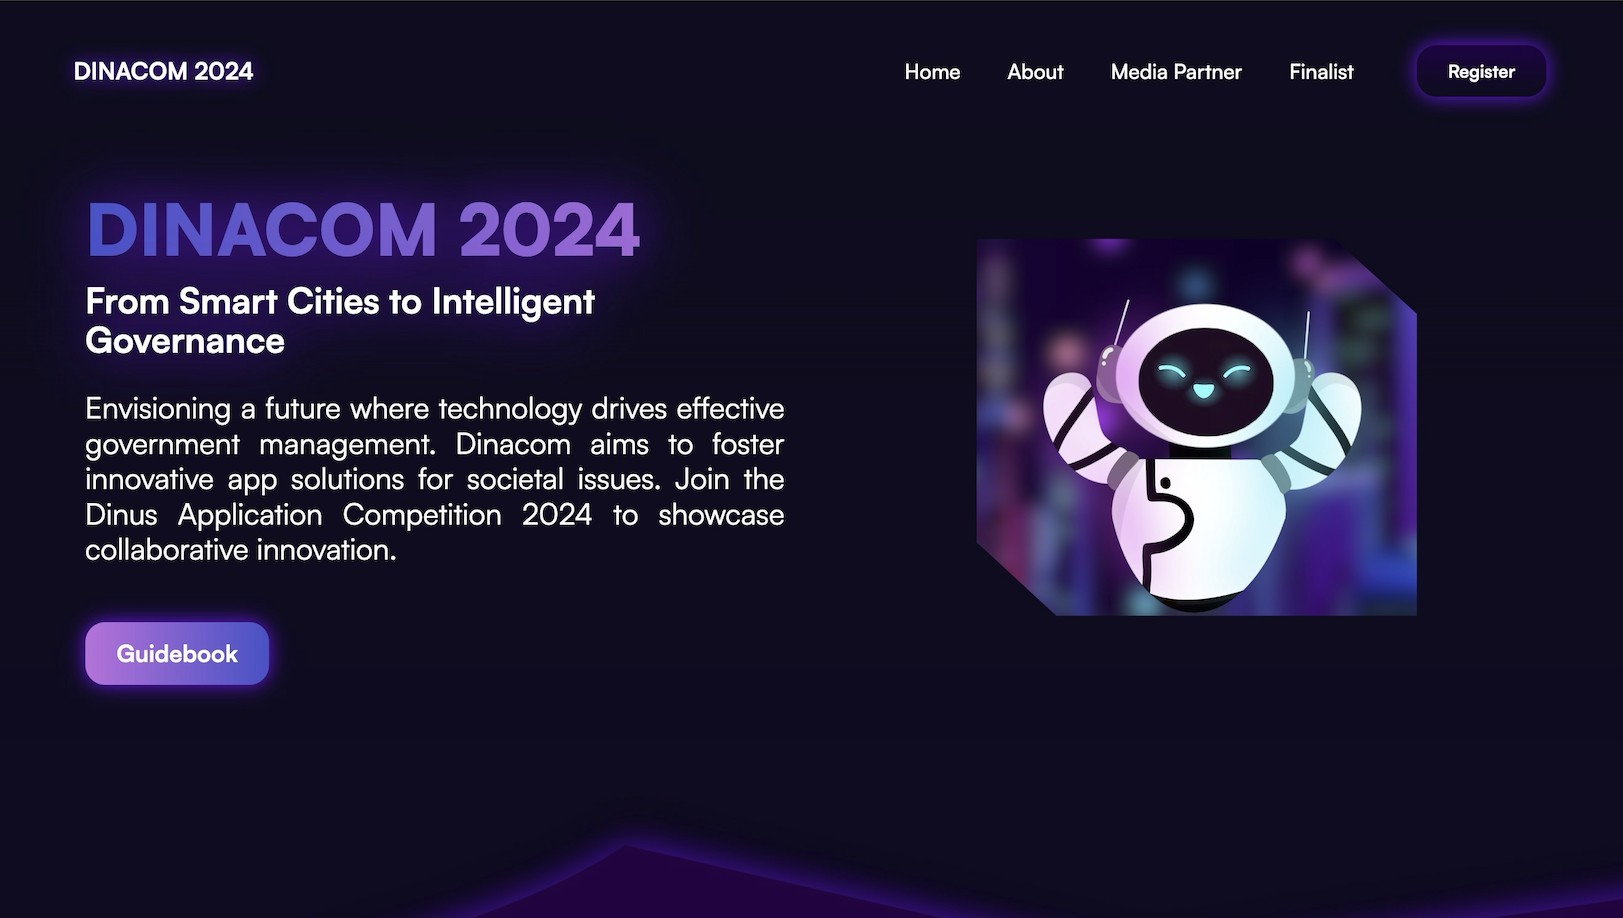 DINACOM 2024
Home About Media Partner Finalist Register
DINACOM 2024
From Smart Cities to Intelligent
Governance
Envisioning a future where technology drives effective
government management. Dinacom aims to foster
innovative app solutions for societal issues. Join the
Dinus Application Competition 2024 to showcase
collaborative innovation.
Guidebook